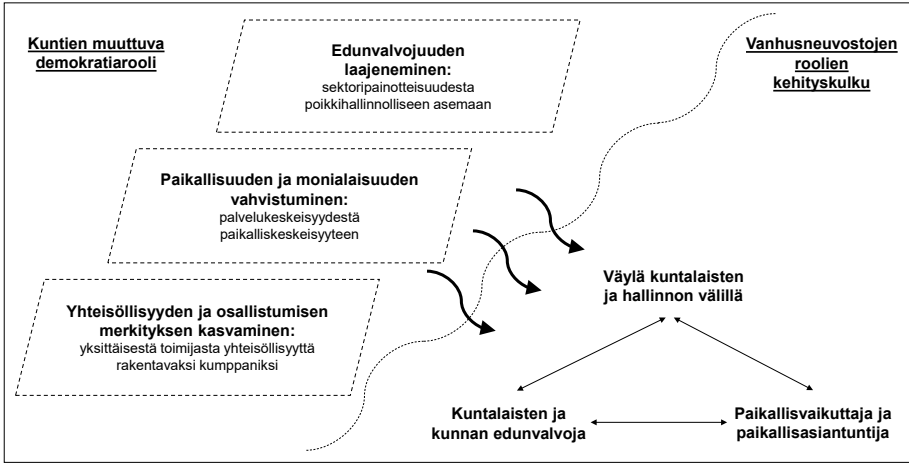 Kuntien muuttuva
demokratiarooli
Edunvalvojuuden
laajeneminen:
sektoripainotteisuudesta
poikkihallinnolliseen asemaan
Vanhusneuvostojen
roolien
kehityskulku
Paikallisuuden ja monialaisuuden
vahvistuminen:
palvelukeskeisyydestä
paikalliskeskeisyyteen
Yhteisöllisyyden ja osallistumisen
merkityksen kasvaminen:
yksittäisestä toimijasta yhteisöllisyyttä
rakentavaksi kumppaniksi
Väylä kuntalaisten
ja hallinnon välillä
Kuntalaisten ja
kunnan edunvalvoja
Paikallisvaikuttaja ja
paikallisasiantuntija